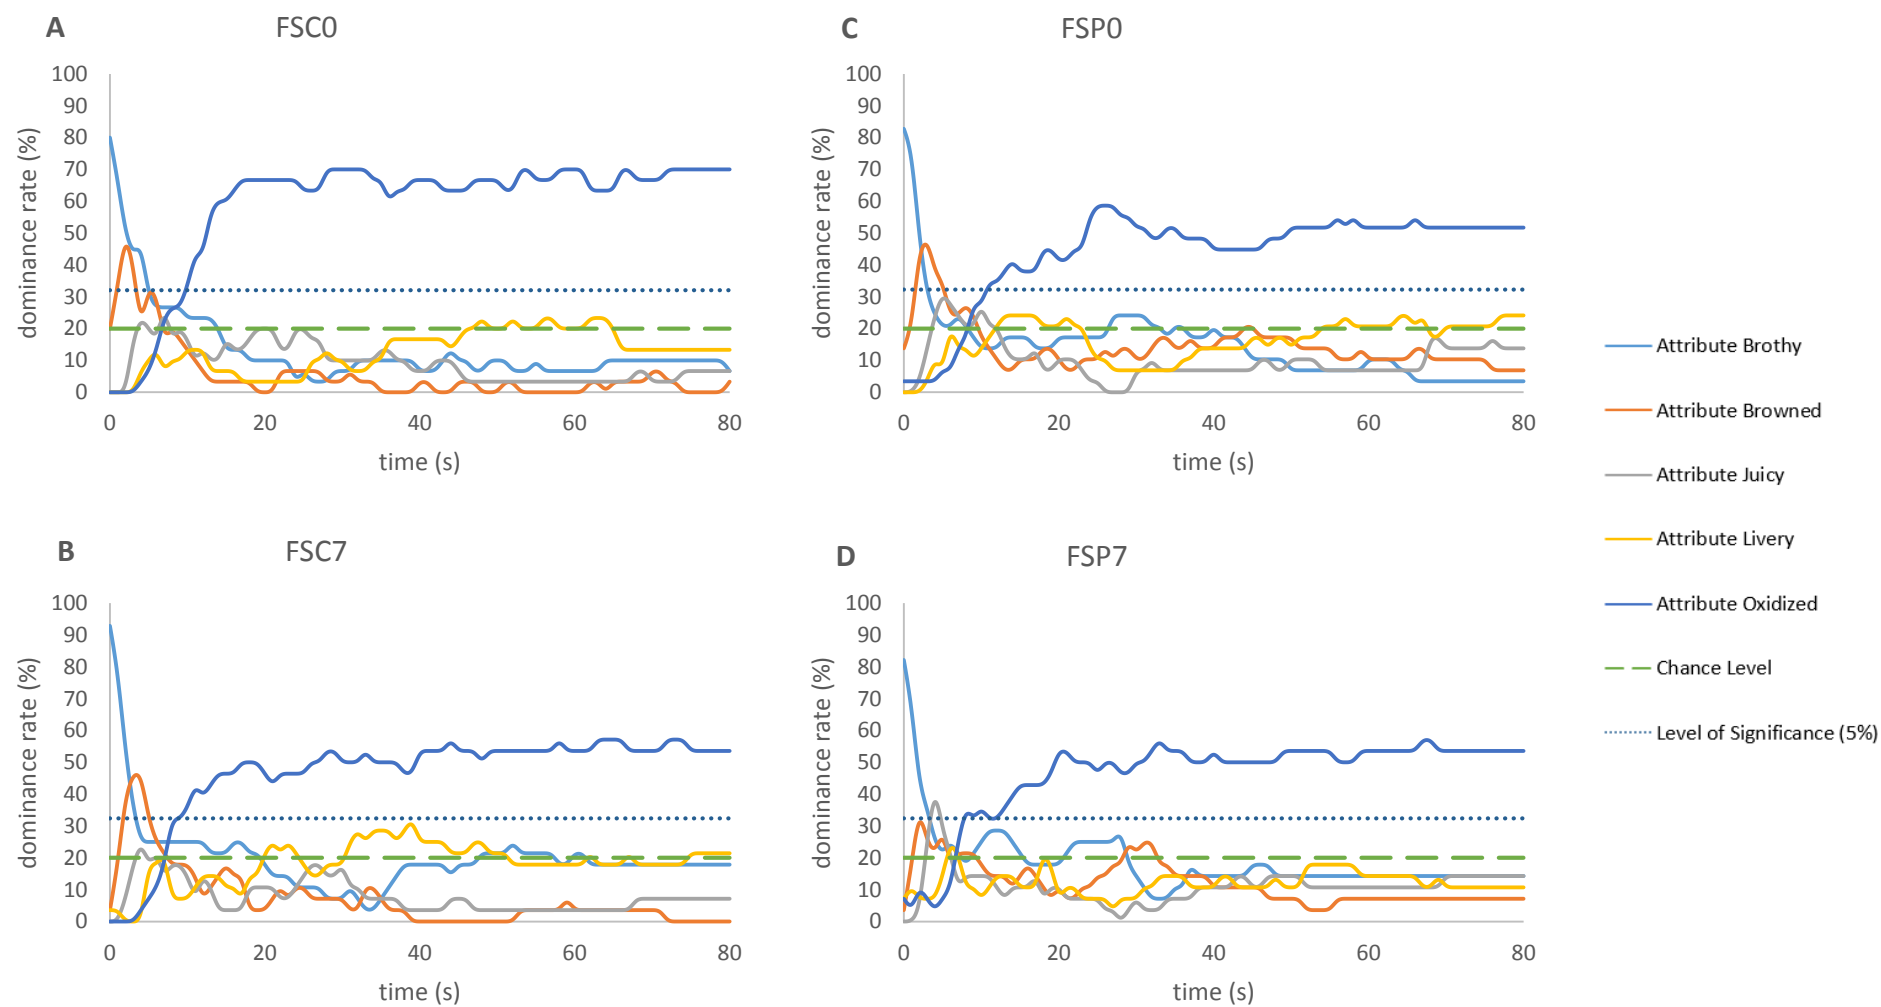 A
FSC0
100
90
80
70
60
50
40
30
20
10
0
dominance rate (%)
0 20 40 60 80
time (s)
C
FSP0
100
90
80
70
60
50
40
30
20
10
0
dominance rate (%)
0 20 40 60 80
time (s)
B
FSC7
100
90
80
70
60
50
40
30
20
10
0
dominance rate (%)
0 20 40 60 80
time (s)
D
FSP7
100
90
80
70
60
50
40
30
20
10
0
dominance rate (%)
0 20 40 60 80
time (s)
Attribute Brothy
Attribute Browned
Attribute Juicy
Attribute Livery
Attribute Oxidized
Chance Level
Level of Significance (5%)